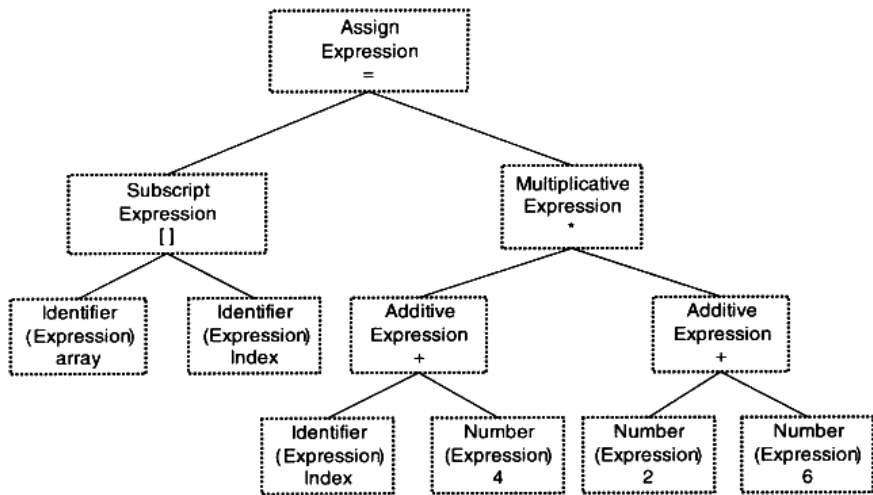 Assign
Expression
=
Subscript
Expression
[ ]
Multiplicative
Expression
*
Identifier
(Expression)
array
Identifier
(Expression)
Index
Additive
Expression
+
Additive
Expression
+
Identifier
(Expression)
Index
Number
(Expression)
4
Number
(Expression)
2
Number
(Expression)
6